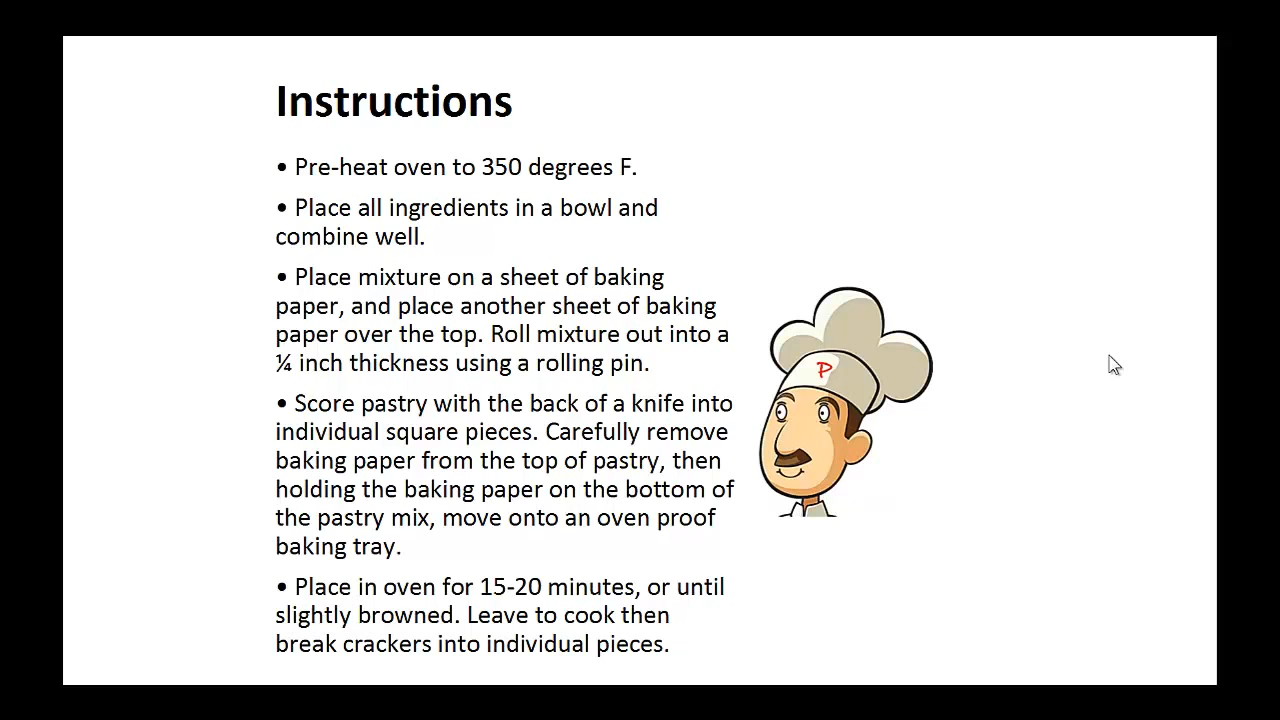 Instructions
• Pre-heat oven to 350 degrees F.
• Place all ingredients in a bowl and
combine well.
• Place mixture on a sheet of baking
paper, and place another sheet of baking
paper over the top. Roll mixture out into a
¼ inch thickness using a rolling pin.
• Score pastry with the back of a knife into
individual square pieces. Carefully remove
baking paper from the top of pastry, then
holding the baking paper on the bottom of
the pastry mix, move onto an oven proof
baking tray.
• Place in oven for 15-20 minutes, or until
slightly browned. Leave to cook then
break crackers into individual pieces.
P